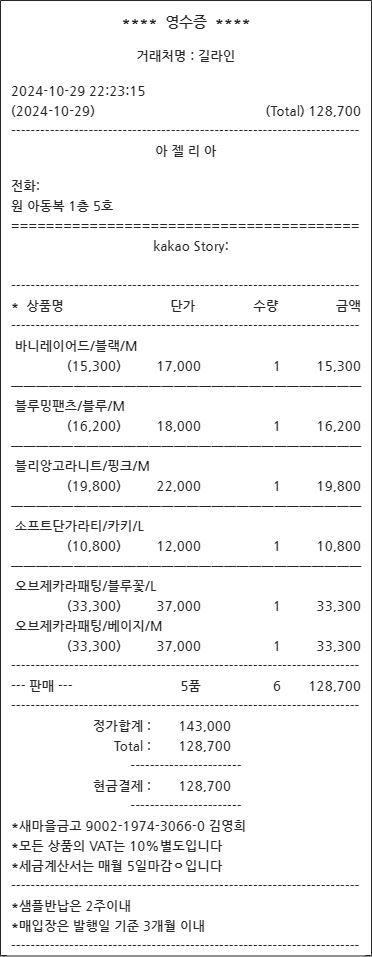 **** 영수증 ****
거래처명 : 길라인
2024-10-29 22:23:15
(2024-10-29) (Total) 128,700
아 젤 리 아
전화:
원 아동복 1층 5호
kakao Story:
* 상품명 단가 수량 금액
바니레이어드/블랙/M
(15,300) 17,000 1 15,300
블루밍팬츠/블루/M
(16,200) 18,000 1 16,200
블리앙고라니트/핑크/M
(19,800) 22,000 1 19,800
소프트단가라티/카키/L
(10,800) 12,000 1 10,800
오브제카라패팅/블루꽃/L
(33,300) 37,000 1 33,300
오브제카라패팅/베이지/M
(33,300) 37,000 1 33,300
--- 판매 --- 5품 6 128,700
정가합계 : 143,000
Total : 128,700
현금결제 : 128,700
*새마을금고 9002-1974-3066-0 김영희
*모든 상품의 VAT는 10%별도입니다
*세금계산서는 매월 5일마감ㅇ입니다
*샘플반납은 2주이내
*매입장은 발행일 기준 3개월 이내